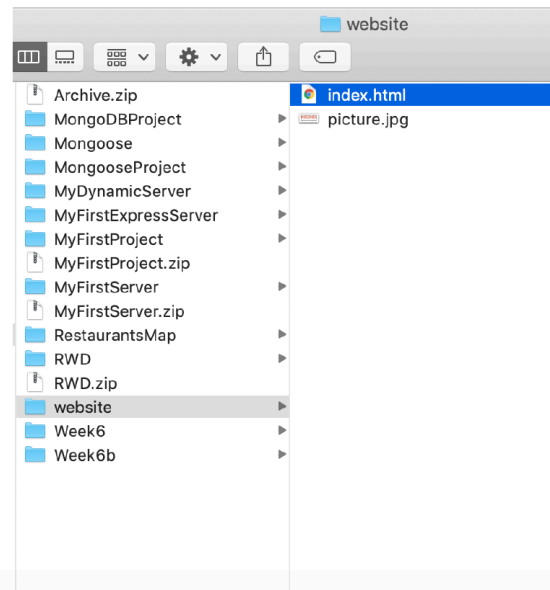 website
Archive.zip
MongoDBProject
Mongoose
MongooseProject
MyDynamicServer
MyFirstExpressServer
MyFirstProject
MyFirstProject.zip
MyFirstServer
MyFirstServer.zip
RestaurantsMap
RWD
RWD.zip
website
Week6
Week6b
index.html
picture.jpg